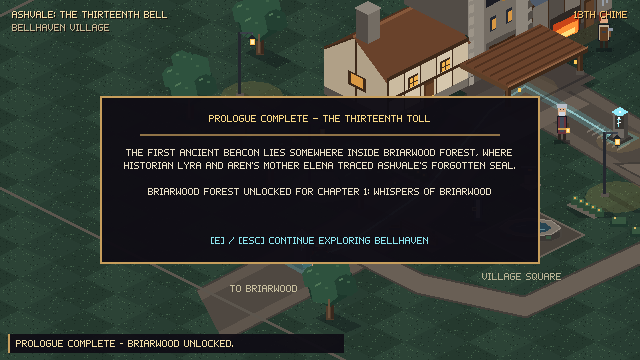 ASHVALE: THE THIRTEENTH BELL
13TH CHIME
BELLHAVEN VILLAGE
PROLOGUE COMPLETE — THE THIRTEENTH TOLL
THE FIRST ANCIENT BEACON LIES SOMEWHERE INSIDE BRIARWOOD FOREST, WHERE
HISTORIAN LYRA AND AREN'S MOTHER ELENA TRACED ASHVALE'S FORGOTTEN SEAL.
BRIARWOOD FOREST UNLOCKED FOR CHAPTER 1: WHISPERS OF BRIARWOOD
[E] / [ESC] CONTINUE EXPLORING BELLHAVEN
VILLAGE SQUARE
TO BRIARWOOD
PROLOGUE COMPLETE - BRIARWOOD UNLOCKED.